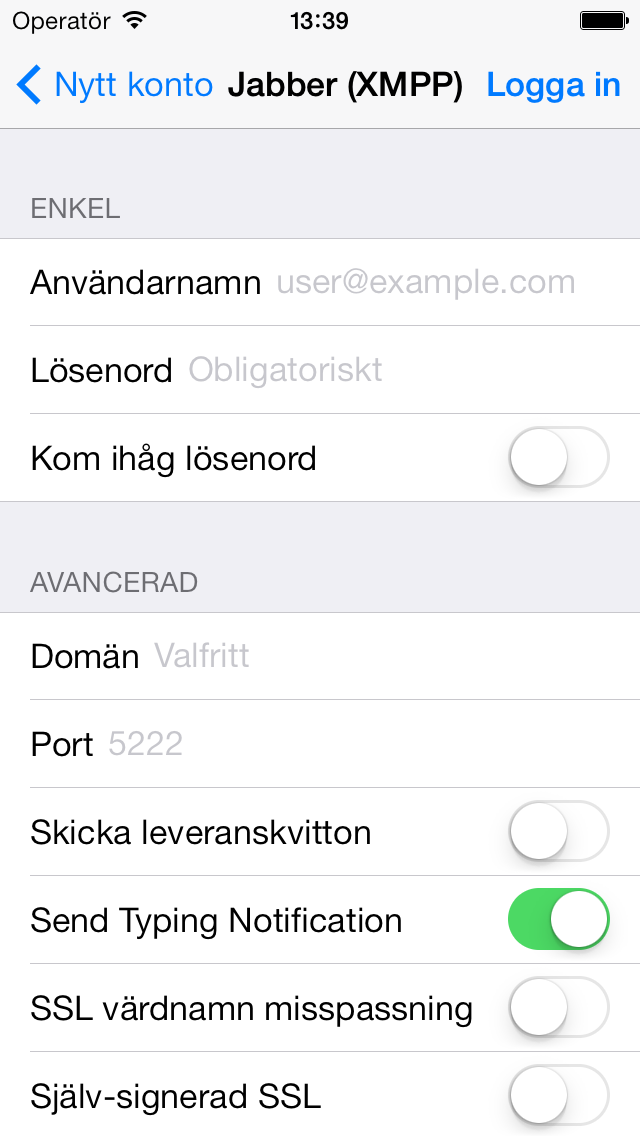 Operatör 13:39
Nytt konto Jabber (XMPP) Logga in
ENKEL
Användarnamn user@example.com
Lösenord Obligatoriskt
Kom ihåg lösenord
AVANCERAD
Domän Valfritt
Port 5222
Skicka leveranskvitton
Send Typing Notification
SSL värdnamn misspassning
Själv-signerad SSL